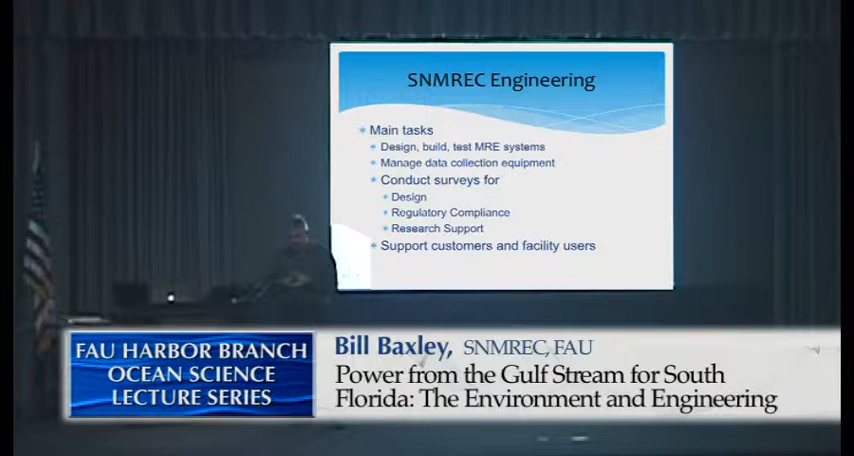 SNMREC Engineering
Main tasks
Design, build, test MRE systems
Manage data collection equipment
Conduct surveys for
Design
Regulatory Compliance
Research Support
Support customers and facility users
FAU HARBOR BRANCH
OCEAN SCIENCE
LECTURE SERIES
Bill Baxley, SNMREC, FAU
Power from the Gulf Stream for South
Florida: The Environment and Engineering